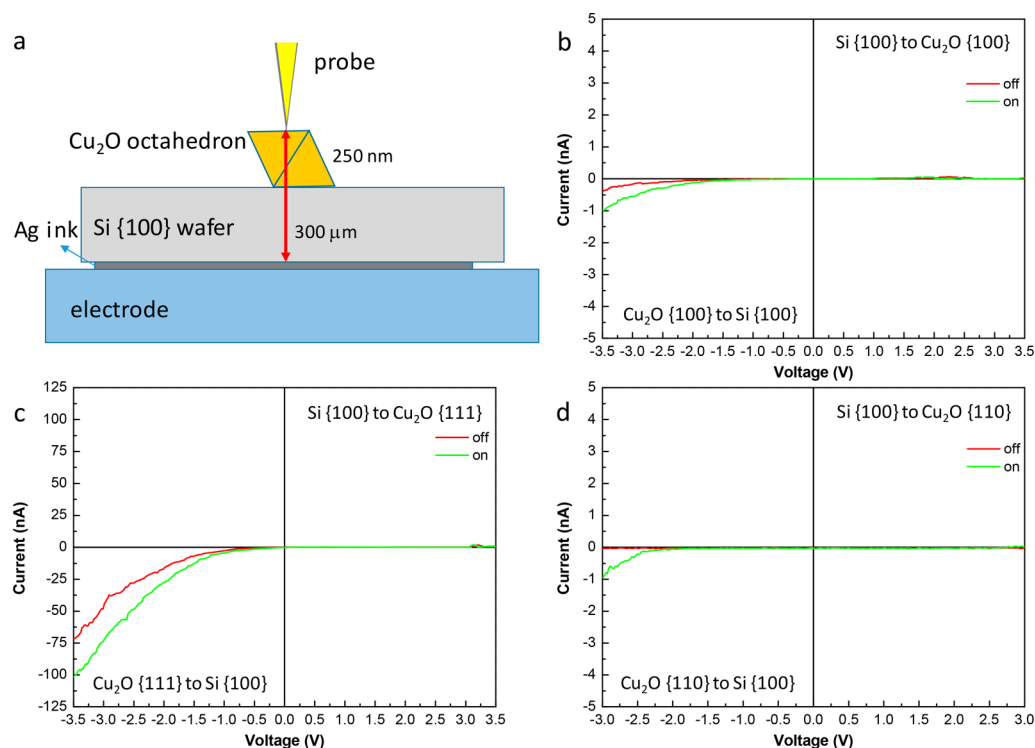 a
probe
Cu₂O octahedron
250 nm
Si {100} wafer
Ag ink
300 μm
electrode
b
Si {100} to Cu₂O {100}
off
on
Cu₂O {100} to Si {100}
Current (nA)
5
4
3
2
1
0
-1
-2
-3
-4
-5
-3.5 -3.0 -2.5 -2.0 -1.5 -1.0 -0.5 0.0 0.5 1.0 1.5 2.0 2.5 3.0 3.5
Voltage (V)
c
Si {100} to Cu₂O {111}
off
on
Cu₂O {111} to Si {100}
Current (nA)
125
100
75
50
25
0
-25
-50
-75
-100
-125
-3.5 -3.0 -2.5 -2.0 -1.5 -1.0 -0.5 0.0 0.5 1.0 1.5 2.0 2.5 3.0 3.5
Voltage (V)
d
Si {100} to Cu₂O {110}
off
on
Cu₂O {110} to Si {100}
Current (nA)
5
4
3
2
1
0
-1
-2
-3
-4
-5
-3.0 -2.5 -2.0 -1.5 -1.0 -0.5 0.0 0.5 1.0 1.5 2.0 2.5 3.0
Voltage (V)